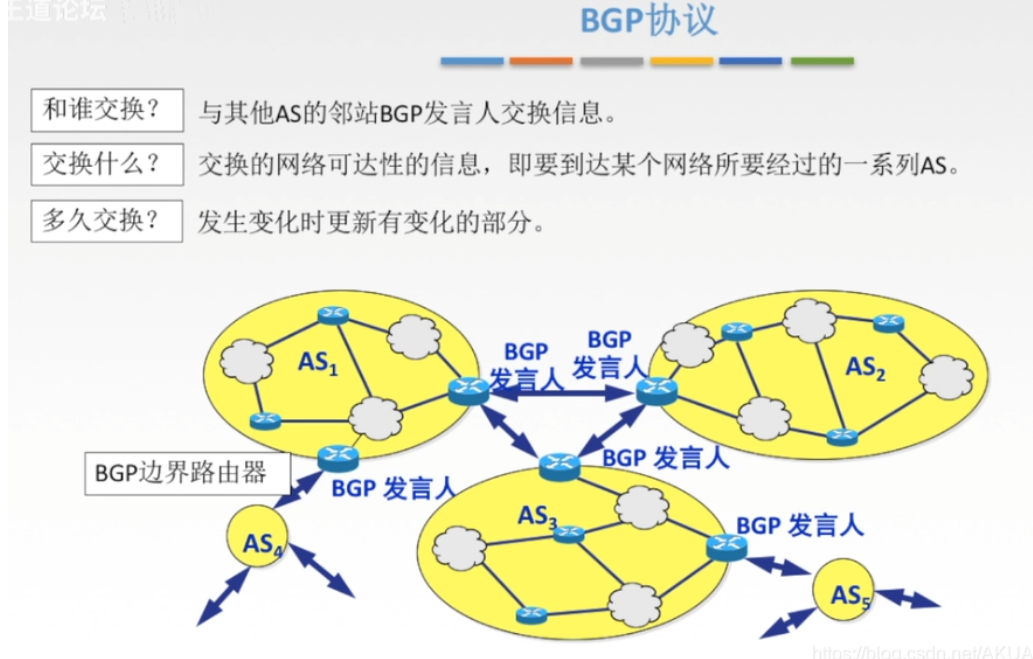 王道论坛
BGP协议
和谁交换？
与其他AS的邻站BGP发言人交换信息。
交换什么？
交换的网络可达性的信息，即要到达某个网络所要经过的一系列AS。
多久交换？
发生变化时更新有变化的部分。
AS1
BGP
发言人
BGP
发言人
AS2
BGP边界路由器
BGP 发言人
BGP 发言人
AS3
BGP 发言人
AS4
AS5
https://blog.csdn.net/AKUA